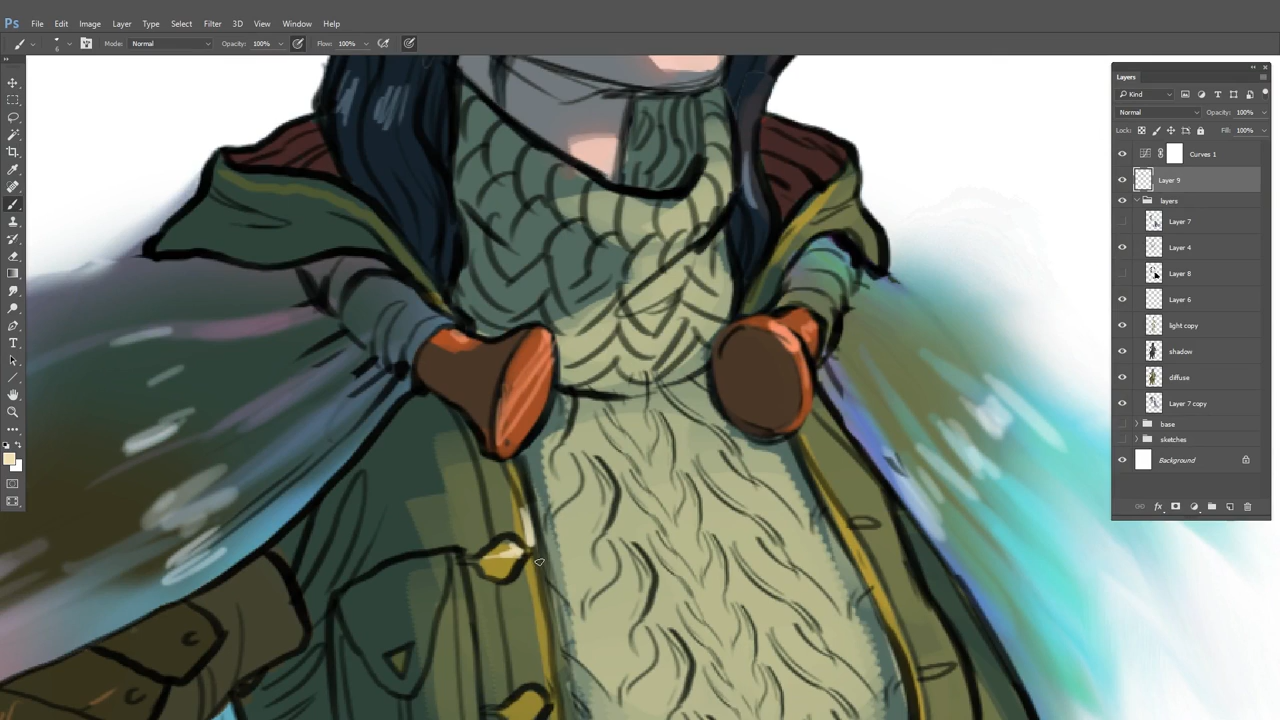 Ps File Edit Image Layer Type Select Filter 3D View Window Help
6 Mode: Normal Opacity: 100% Flow: 100%
Layers
Kind
Normal Opacity: 100%
Lock: Fill: 100%
Curves 1
Layer 9
layers
Layer 7
Layer 4
Layer 8
Layer 6
light copy
shadow
diffuse
Layer 7 copy
base
sketches
Background
fx